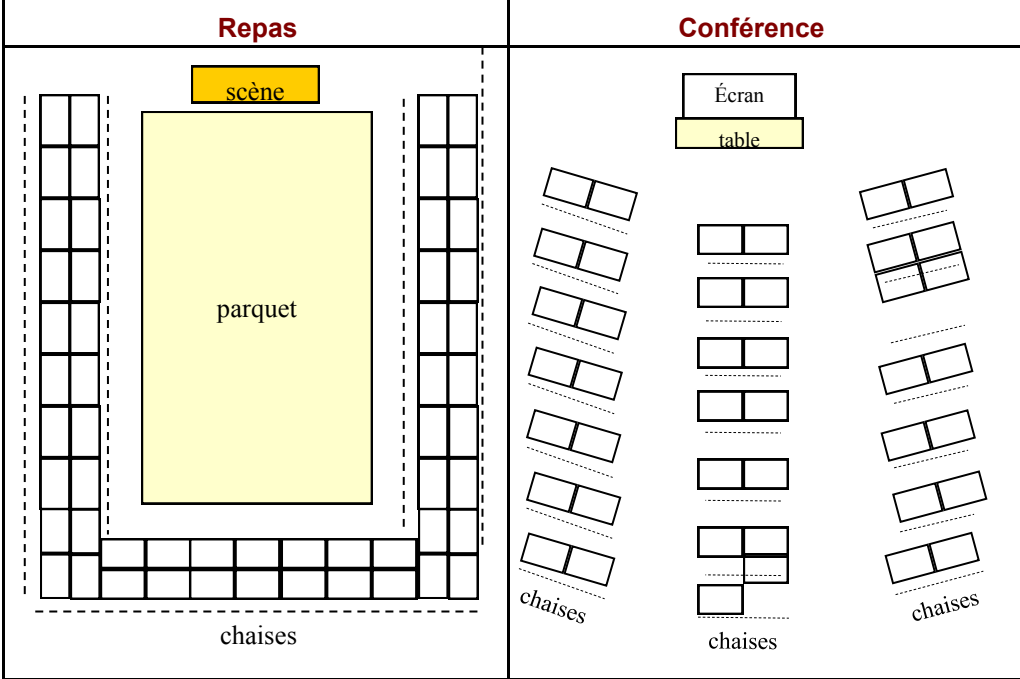 Repas
scène
parquet
chaises
Conférence
Écran
table
chaises
chaises
chaises